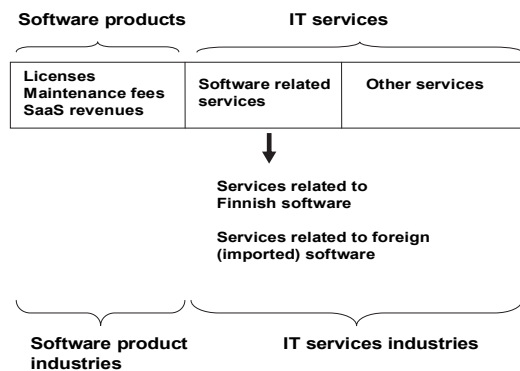 Software products
IT services
Licenses
Maintenance fees
SaaS revenues
Software related
services
Other services
Services related to
Finnish software
Services related to foreign
(imported) software
Software product
industries
IT services industries